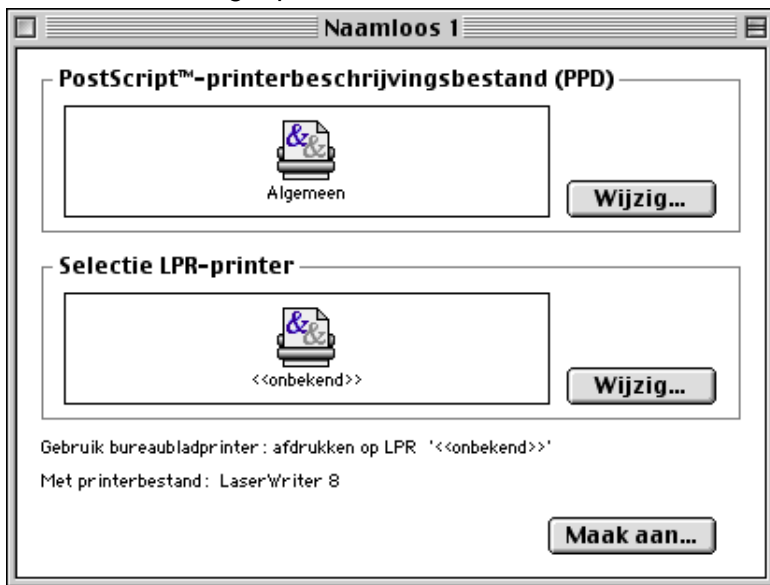 Naamloos 1
PostScript™-printerbeschrijvingsbestand (PPD)
Algemeen
Wijzig...
Selectie LPR-printer
<<onbekend>>
Wijzig...
Gebruik bureaubladprinter: afdrukken op LPR '<<onbekend>>'
Met printerbestand: LaserWriter 8
Maak aan...